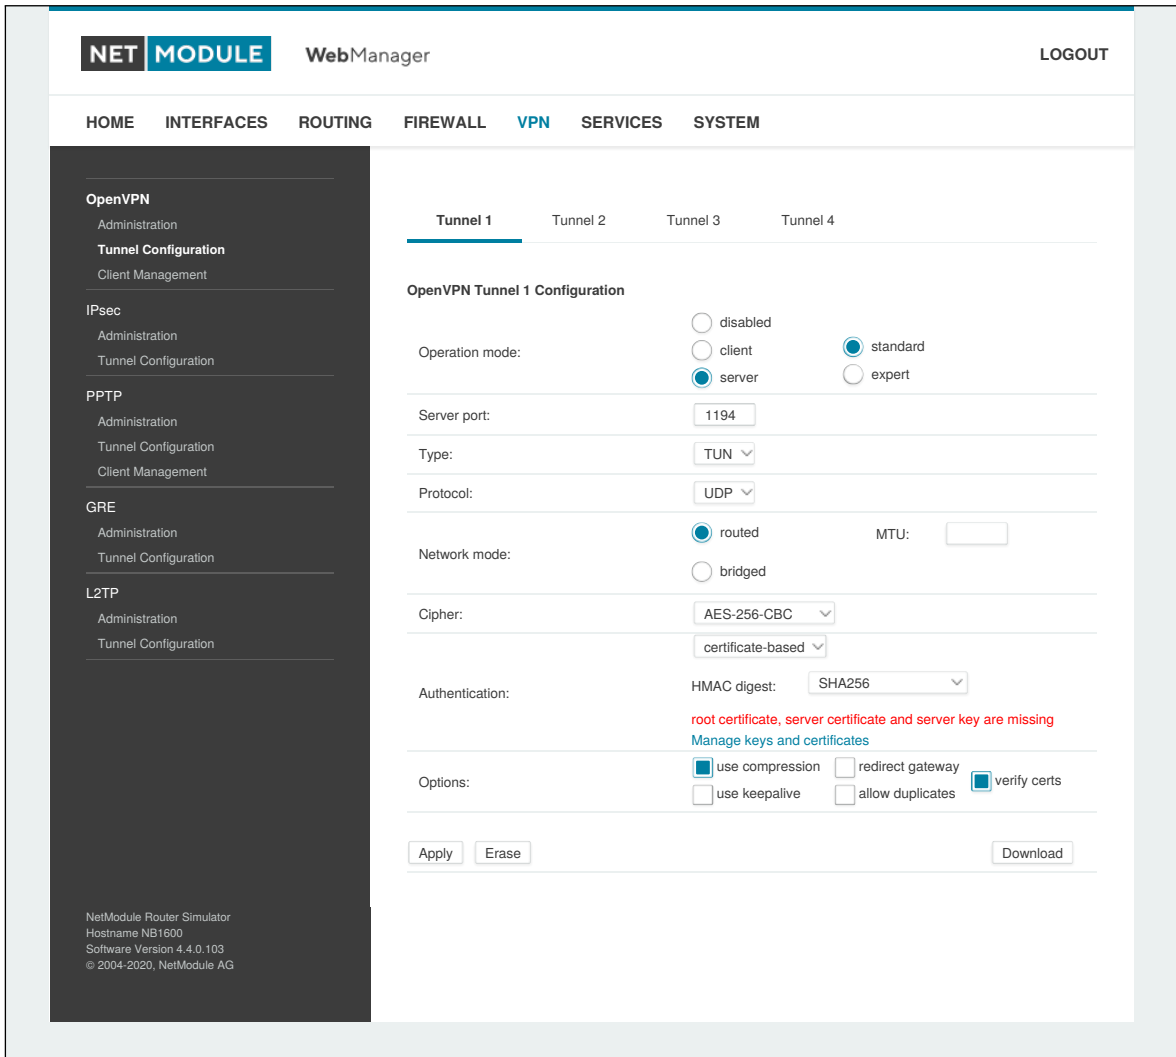 NET MODULE WebManager LOGOUT
HOME INTERFACES ROUTING FIREWALL VPN SERVICES SYSTEM
OpenVPN
Administration
Tunnel Configuration
Client Management
IPsec
Administration
Tunnel Configuration
PPTP
Administration
Tunnel Configuration
Client Management
GRE
Administration
Tunnel Configuration
L2TP
Administration
Tunnel Configuration
NetModule Router Simulator
Hostname NB1600
Software Version 4.4.0.103
© 2004-2020, NetModule AG
Tunnel 1 Tunnel 2 Tunnel 3 Tunnel 4
OpenVPN Tunnel 1 Configuration
Operation mode:
disabled
client
server
standard
expert
Server port: 1194
Type: TUN
Protocol: UDP
Network mode:
routed
MTU:
bridged
Cipher: AES-256-CBC
Authentication:
certificate-based
HMAC digest: SHA256
root certificate, server certificate and server key are missing
Manage keys and certificates
Options:
use compression redirect gateway
verify certs
use keepalive allow duplicates
Apply Erase Download